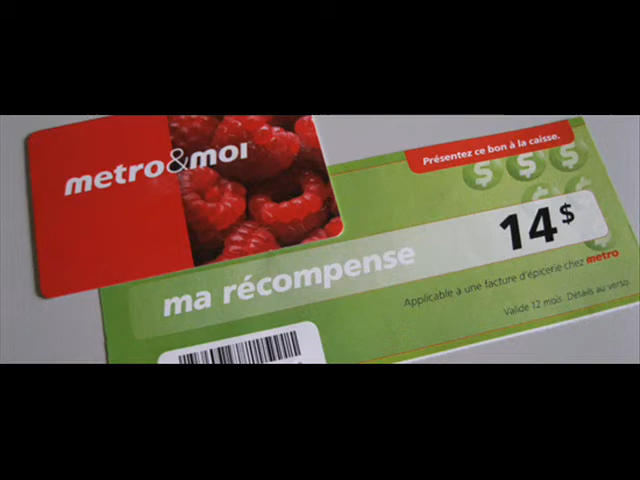 metro&moi
Présentez ce bon à la caisse.
14$
ma récompense
Applicable à une facture d'épicerie chez metro
Valide 12 mois. Détails au verso.
$ $ $